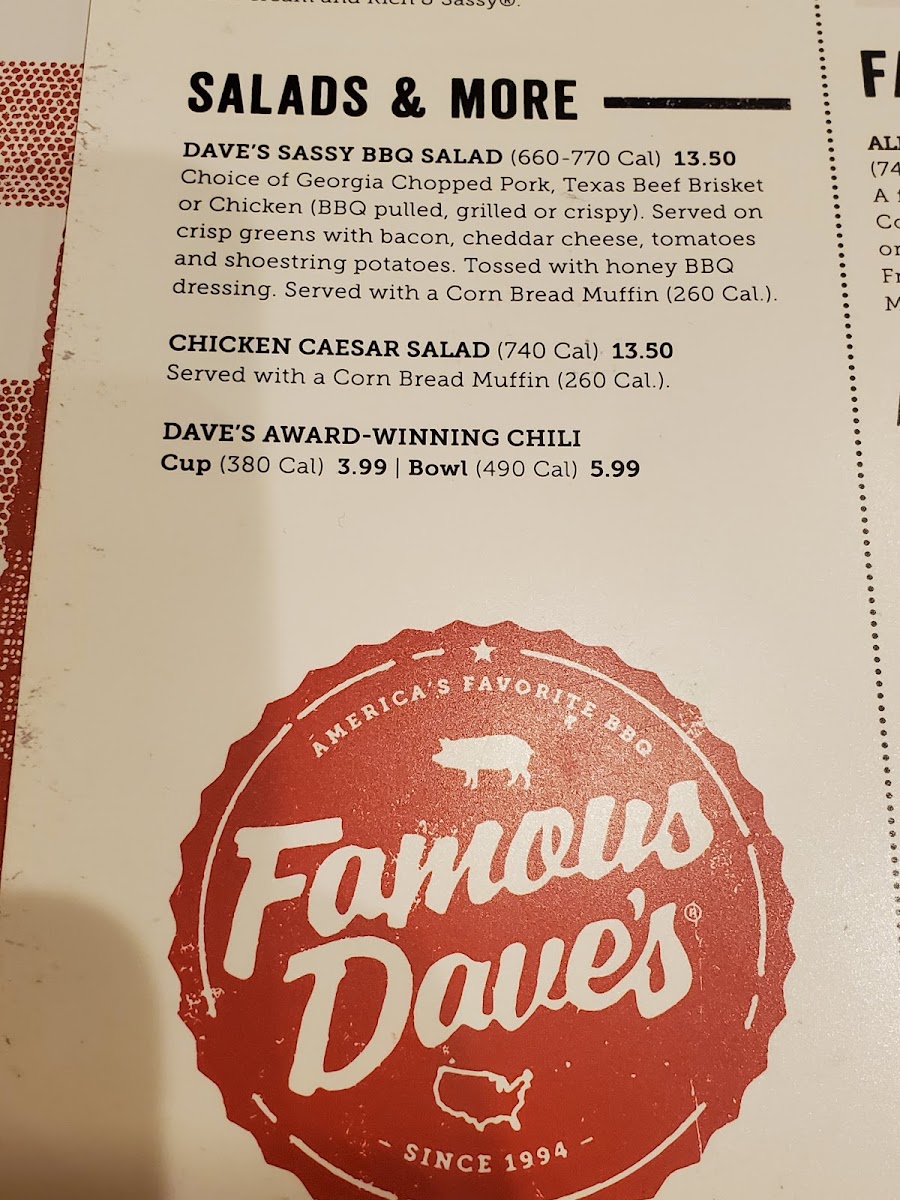 Rich & Sassy®.
SALADS & MORE
DAVE'S SASSY BBQ SALAD (660-770 Cal) 13.50
Choice of Georgia Chopped Pork, Texas Beef Brisket
or Chicken (BBQ pulled, grilled or crispy). Served on
crisp greens with bacon, cheddar cheese, tomatoes
and shoestring potatoes. Tossed with honey BBQ
dressing. Served with a Corn Bread Muffin (260 Cal.).
CHICKEN CAESAR SALAD (740 Cal) 13.50
Served with a Corn Bread Muffin (260 Cal.).
DAVE'S AWARD-WINNING CHILI
Cup (380 Cal) 3.99 | Bowl (490 Cal) 5.99
AMERICA'S FAVORITE BBQ
Famous
Dave's®
- SINCE 1994 -